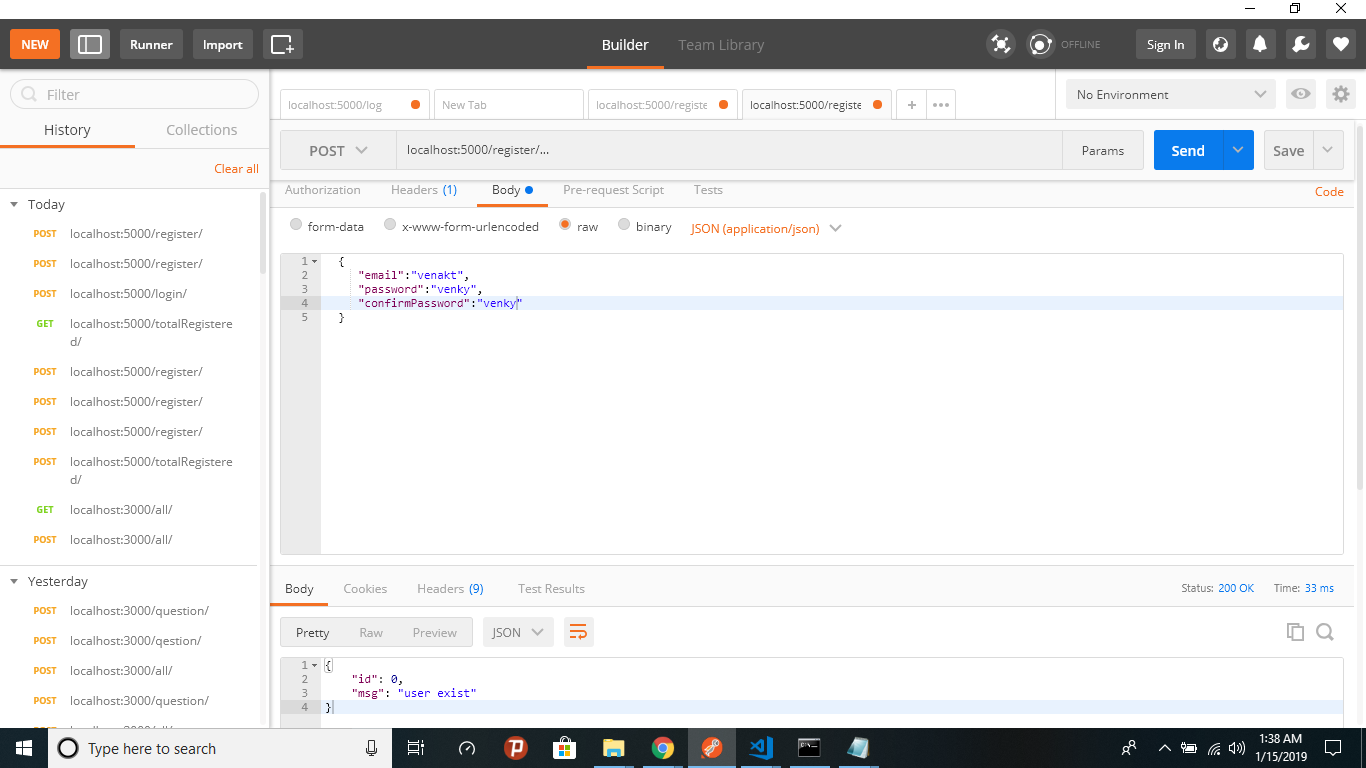 NEW
Runner
Import
Builder
Team Library
OFFLINE
Sign In
Filter
History
Collections
Clear all
Today
POST localhost:5000/register/
POST localhost:5000/register/
POST localhost:5000/login/
GET localhost:5000/totalRegistere
d/
POST localhost:5000/register/
POST localhost:5000/register/
POST localhost:5000/register/
POST localhost:5000/totalRegistere
d/
GET localhost:3000/all/
POST localhost:3000/all/
Yesterday
POST localhost:3000/question/
POST localhost:3000/qestion/
POST localhost:3000/all/
POST localhost:3000/question/
localhost:5000/log
New Tab
localhost:5000/registe
localhost:5000/registe
No Environment
POST
localhost:5000/register/...
Params
Send
Save
Authorization
Headers (1)
Body
Pre-request Script
Tests
Code
form-data
x-www-form-urlencoded
raw
binary
JSON (application/json)
1 {
2 "email":"venakt",
3 "password":"venky",
4 "confirmPassword":"venky"
5 }
Body
Cookies
Headers (9)
Test Results
Status: 200 OK
Time: 33 ms
Pretty
Raw
Preview
JSON
1 {
2 "id": 0,
3 "msg": "user exist"
4 }
Type here to search
1:38 AM
1/15/2019